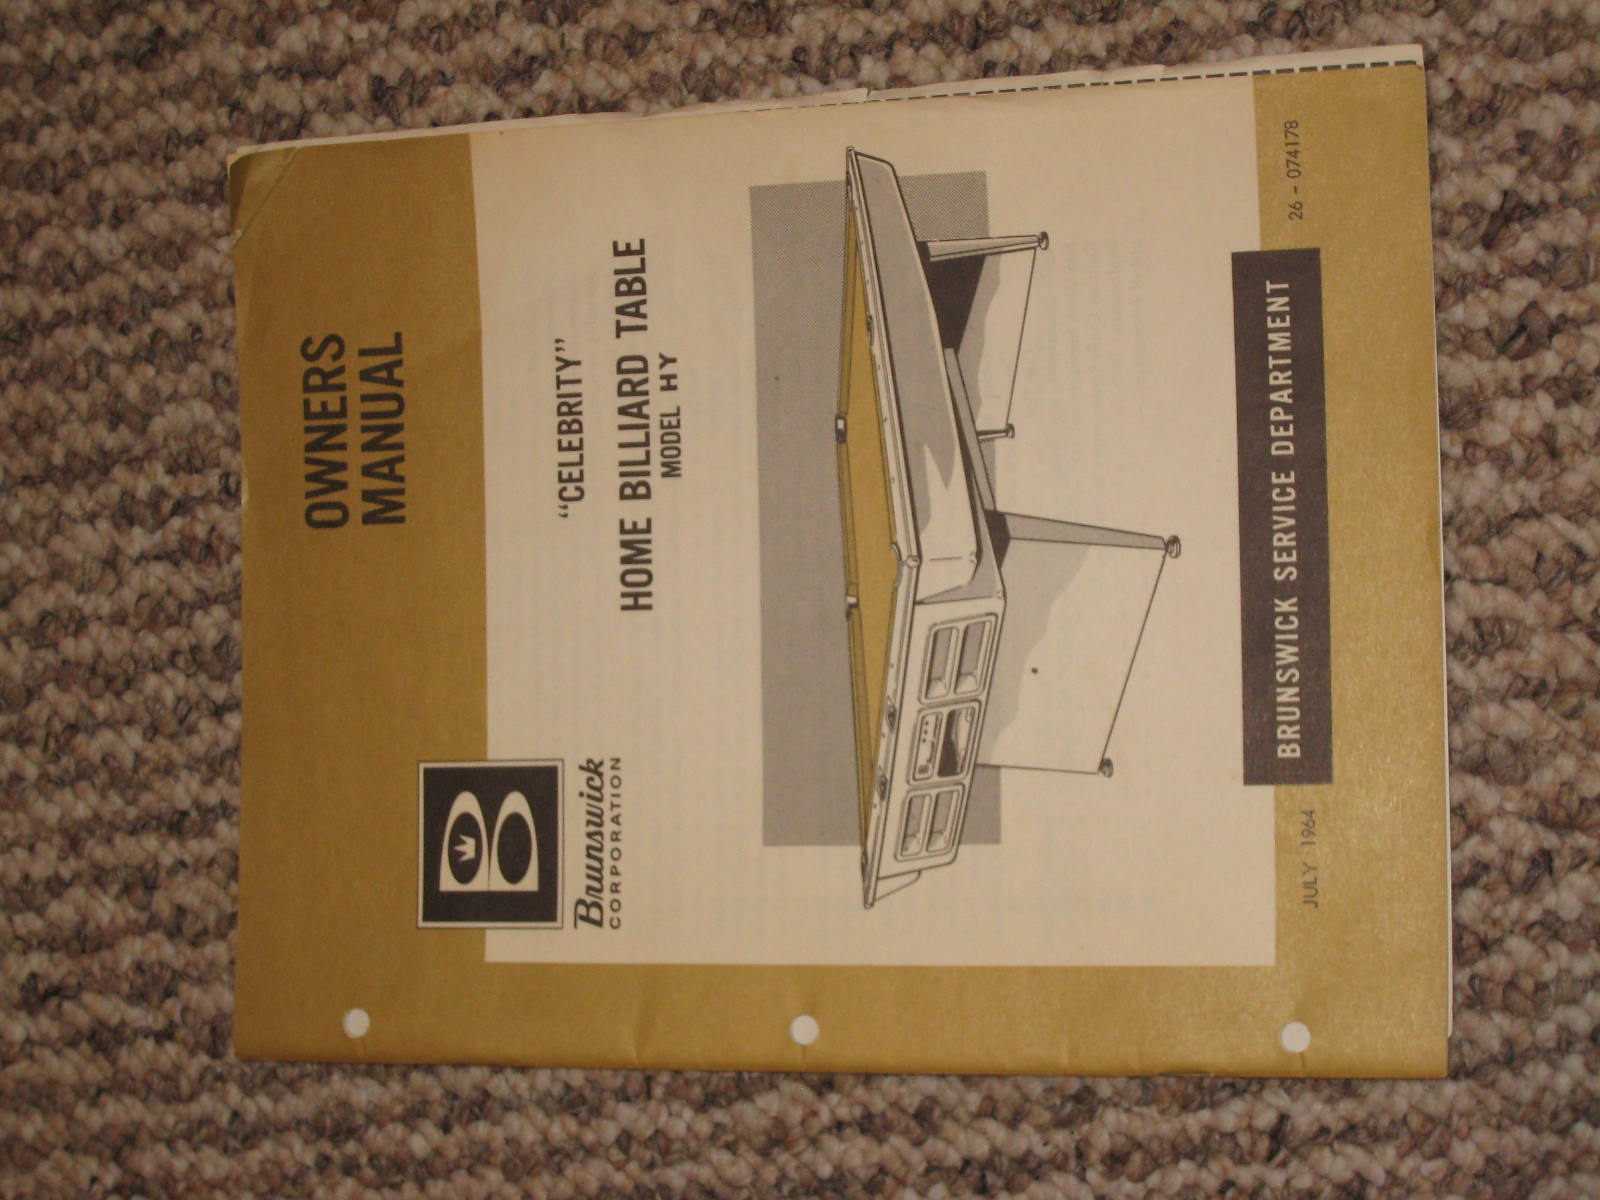 OWNERS
MANUAL
Brunswick
CORPORATION
“CELEBRITY”
HOME BILLIARD TABLE
MODEL HY
JULY 1964
BRUNSWICK SERVICE DEPARTMENT
26 - 074178